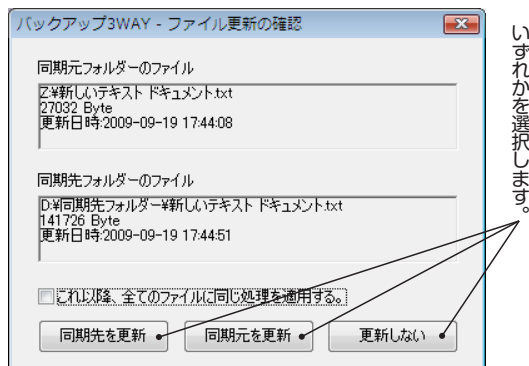 バックアップ3WAY - ファイル更新の確認
同期元フォルダーのファイル
Z:¥新しいテキスト ドキュメント.txt
27032 Byte
更新日時:2009-09-19 17:44:08
同期先フォルダーのファイル
D:¥同期先フォルダー¥新しいテキスト ドキュメント.txt
141726 Byte
更新日時:2009-09-19 17:44:51
これ以降、全てのファイルに同じ処理を適用する。
同期先を更新 同期元を更新 更新しない
いずれかを選択します。